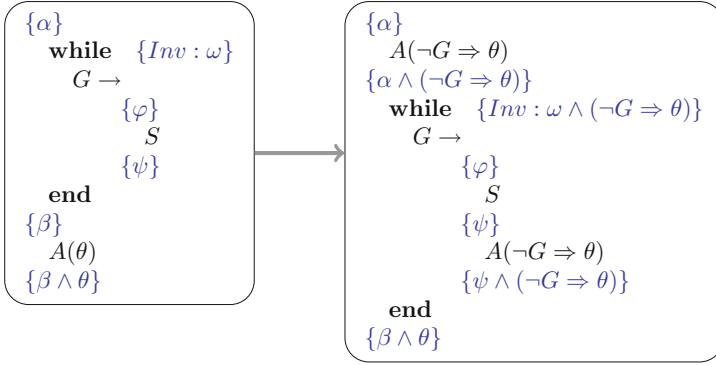 {α}
while {Inv : ω}
G →
{φ}
S
{ψ}
end
{β}
A(θ)
{β ∧ θ}
{α}
A(¬G ⇒ θ)
{α ∧ (¬G ⇒ θ)}
while {Inv : ω ∧ (¬G ⇒ θ)}
G →
{φ}
S
{ψ}
A(¬G ⇒ θ)
{ψ ∧ (¬G ⇒ θ)}
end
{β ∧ θ}